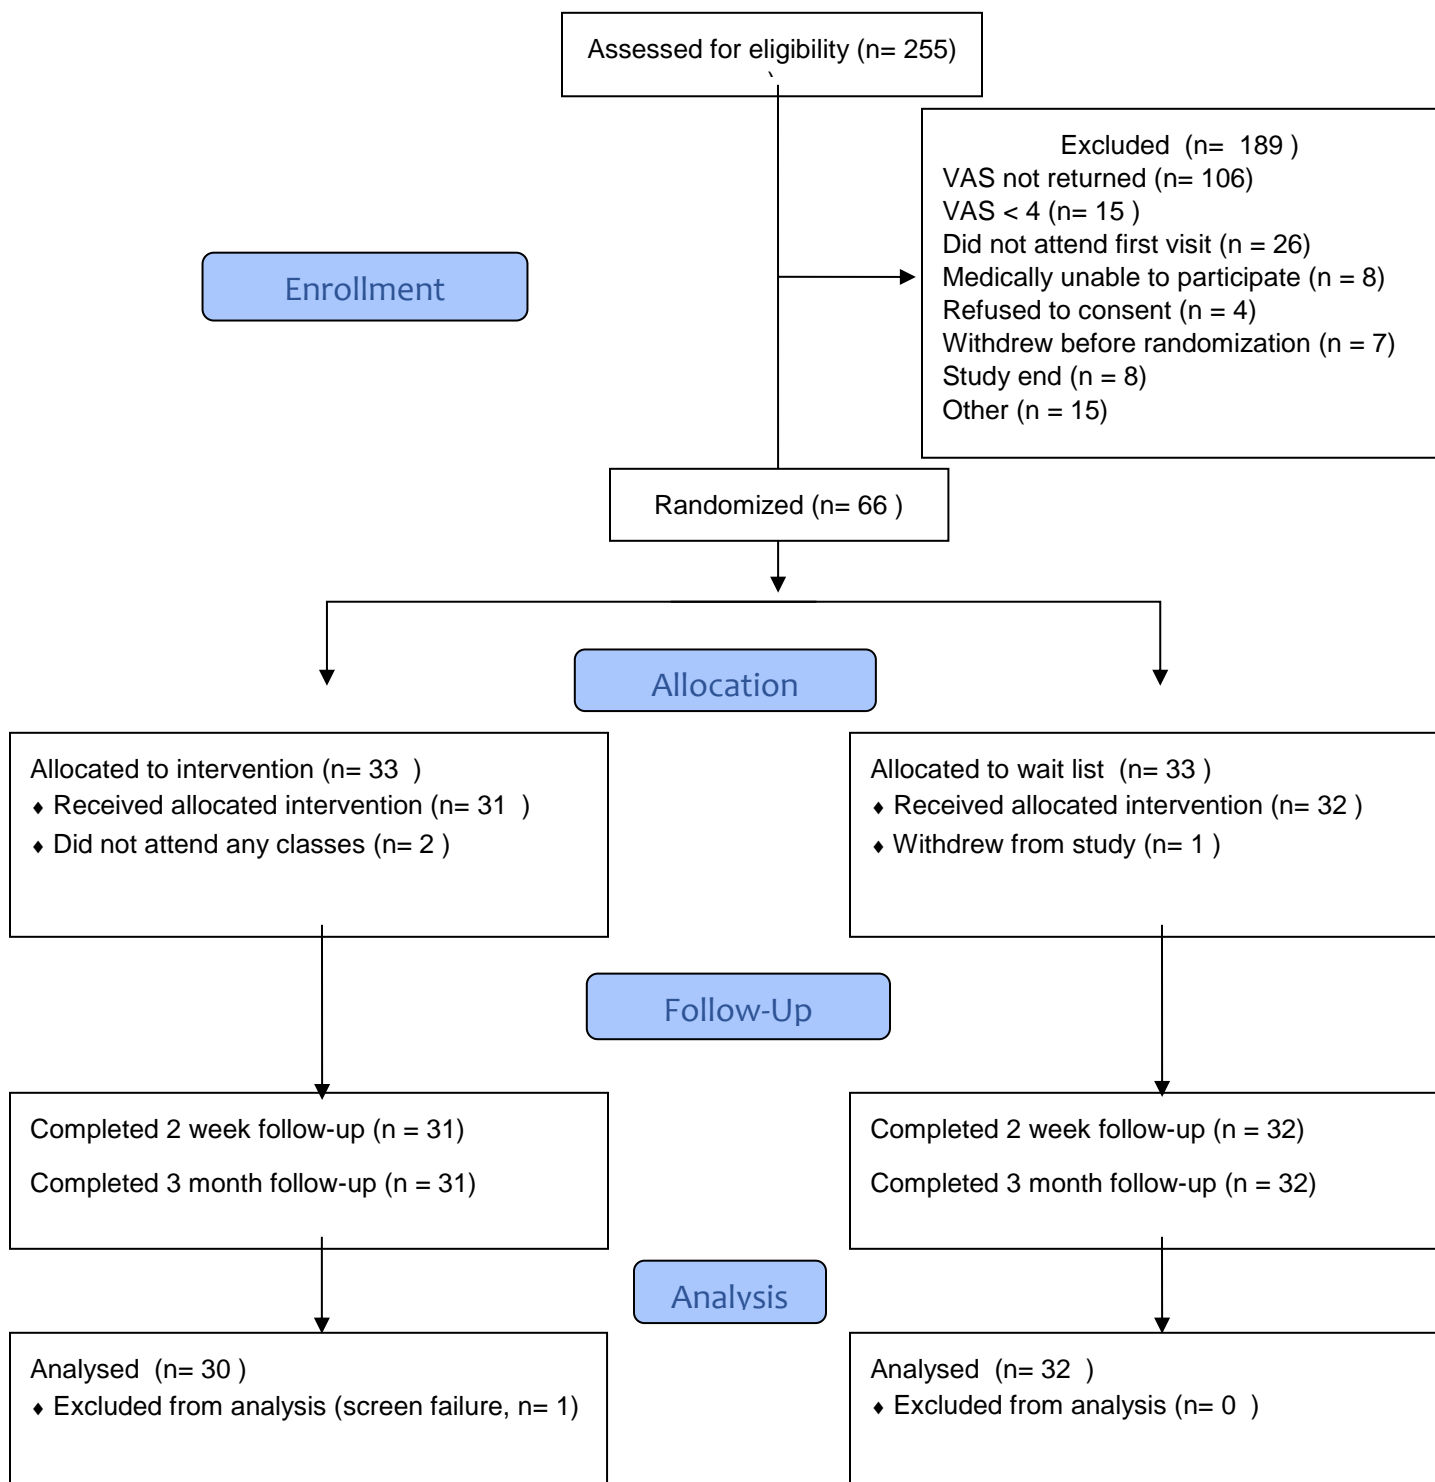 Assessed for eligibility (n= 255)
Excluded (n= 189 )
VAS not returned (n= 106)
VAS < 4 (n= 15 )
Did not attend first visit (n = 26)
Medically unable to participate (n = 8)
Refused to consent (n = 4)
Withdrew before randomization (n = 7)
Study end (n = 8)
Other (n = 15)
Enrollment
Randomized (n= 66 )
Allocation
Allocated to intervention (n= 33 )
♦ Received allocated intervention (n= 31 )
♦ Did not attend any classes (n= 2 )
Allocated to wait list (n= 33 )
♦ Received allocated intervention (n= 32 )
♦ Withdrew from study (n= 1 )
Follow-Up
Completed 2 week follow-up (n = 31)
Completed 3 month follow-up (n = 31)
Completed 2 week follow-up (n = 32)
Completed 3 month follow-up (n = 32)
Analysis
Analysed (n= 30 )
♦ Excluded from analysis (screen failure, n= 1)
Analysed (n= 32 )
♦ Excluded from analysis (n= 0 )